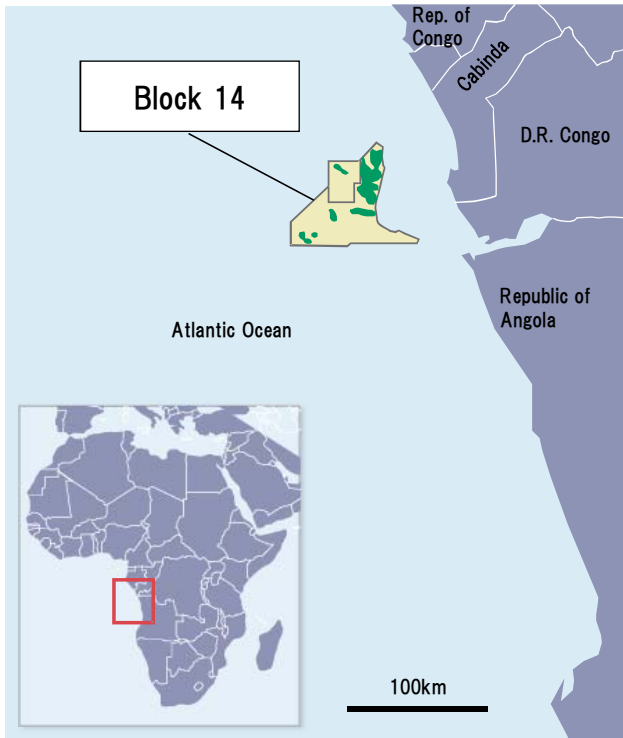 Rep. of
Congo
Cabinda
Block 14
D.R. Congo
Republic of
Angola
Atlantic Ocean
100km